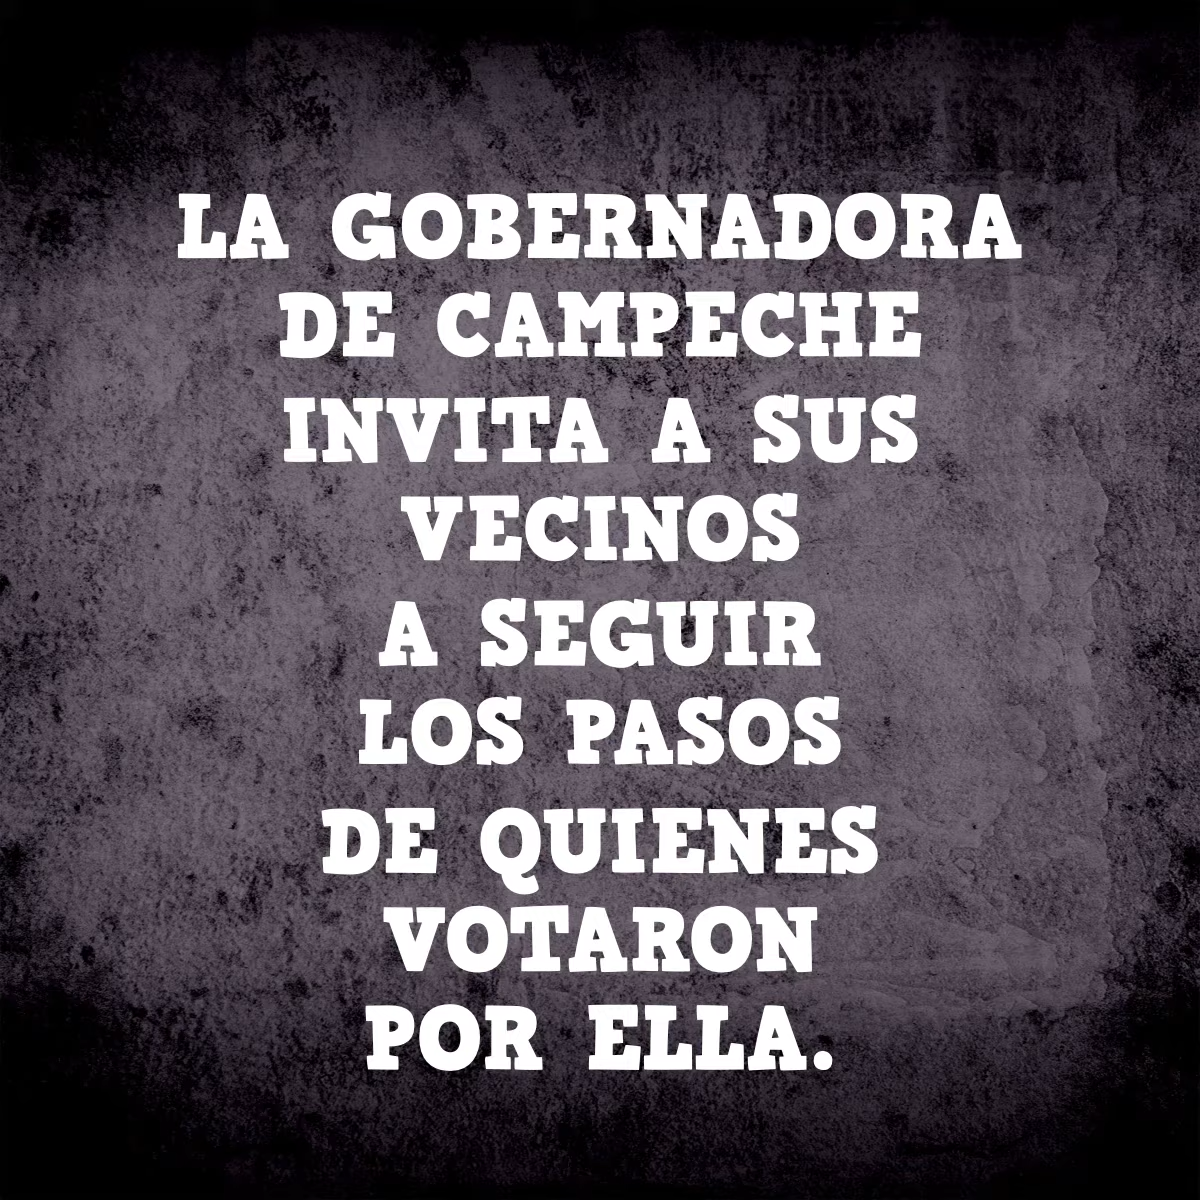 LA GOBERNADORA
DE CAMPECHE
INVITA A SUS
VECINOS
A SEGUIR
LOS PASOS
DE QUIENES
VOTARON
POR ELLA.